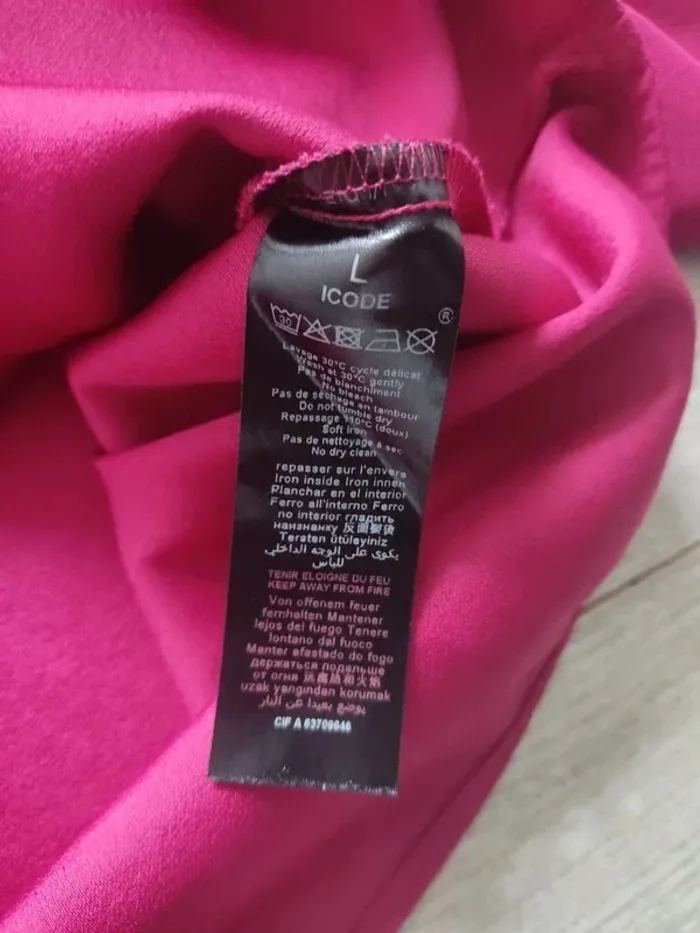 L
ICODE
®
30
Lavage 30°C cycle délicat
Wash at 30°C gently
Pas de blanchiment
No bleach
Pas de séchage en tambour
Do not tumble dry
Repassage 110°C (doux)
Soft iron
Pas de nettoyage à sec
No dry clean
repasser sur l'envers
Iron inside Iron innen
Planchar en el interior
Ferro all'interno Ferro
no interior гладить
наизнанку 反面熨烫
Tersten ütüleyiniz
يكوى على الوجه الداخلي
للباس
TENIR ELOIGNE DU FEU
KEEP AWAY FROM FIRE
Von offenem feuer
fernhalten Mantener
lejos del fuego Tenere
lontano dal fuoco
Manter afastado do fogo
держаться подальше
от огня 远离热和火焰
uzak yangından korumak
يوضع بعيدا عن النار
CIF A 63709646